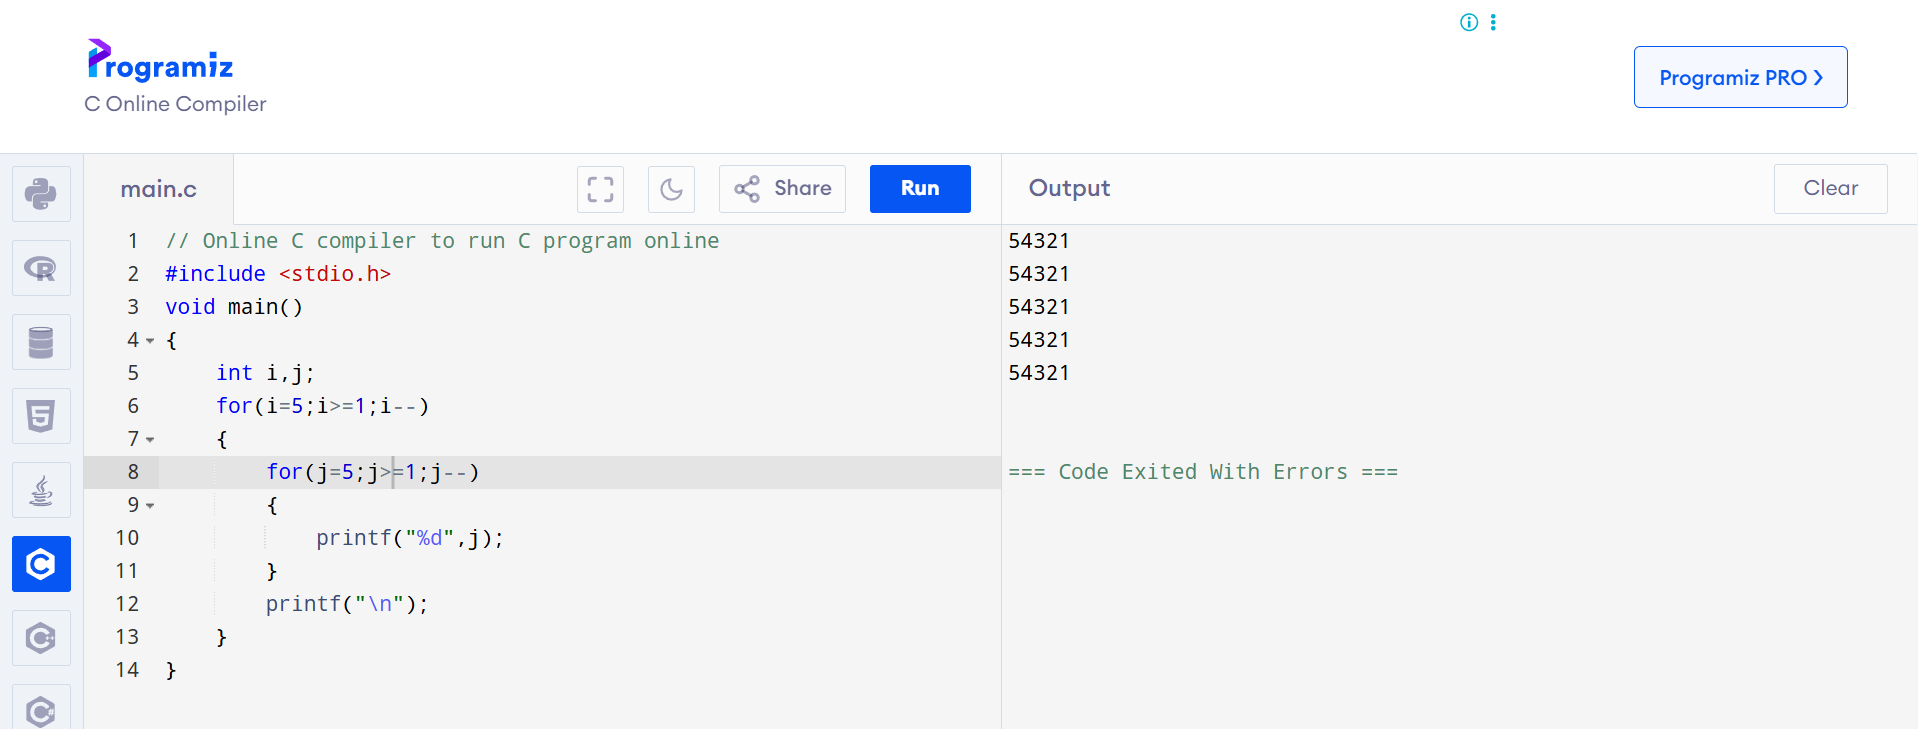 Programiz
C Online Compiler
Programiz PRO ❯
main.c
Share
Run
Output
Clear
1 // Online C compiler to run C program online
2 #include <stdio.h>
3 void main()
4 {
5     int i,j;
6     for(i=5;i>=1;i--)
7     {
8         for(j=5;j>=1;j--)
9         {
10             printf("%d",j);
11         }
12         printf("\n");
13     }
14 }
54321
54321
54321
54321
54321
=== Code Exited With Errors ===